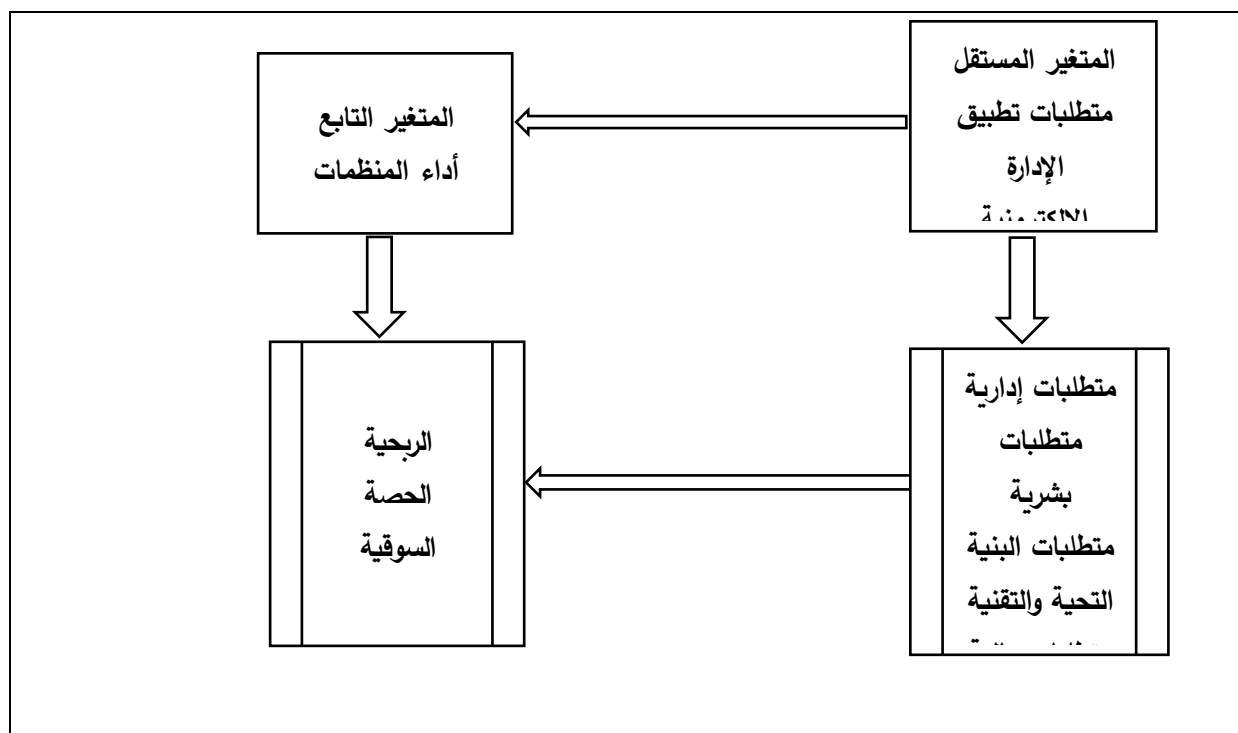 المتغير المستقل
متطلبات تطبيق
الإدارة
المتغير التابع
أداء المنظمات
متطلبات إدارية
متطلبات
بشرية
متطلبات البنية
التحية والتقنية
الربحية
الحصة
السوقية